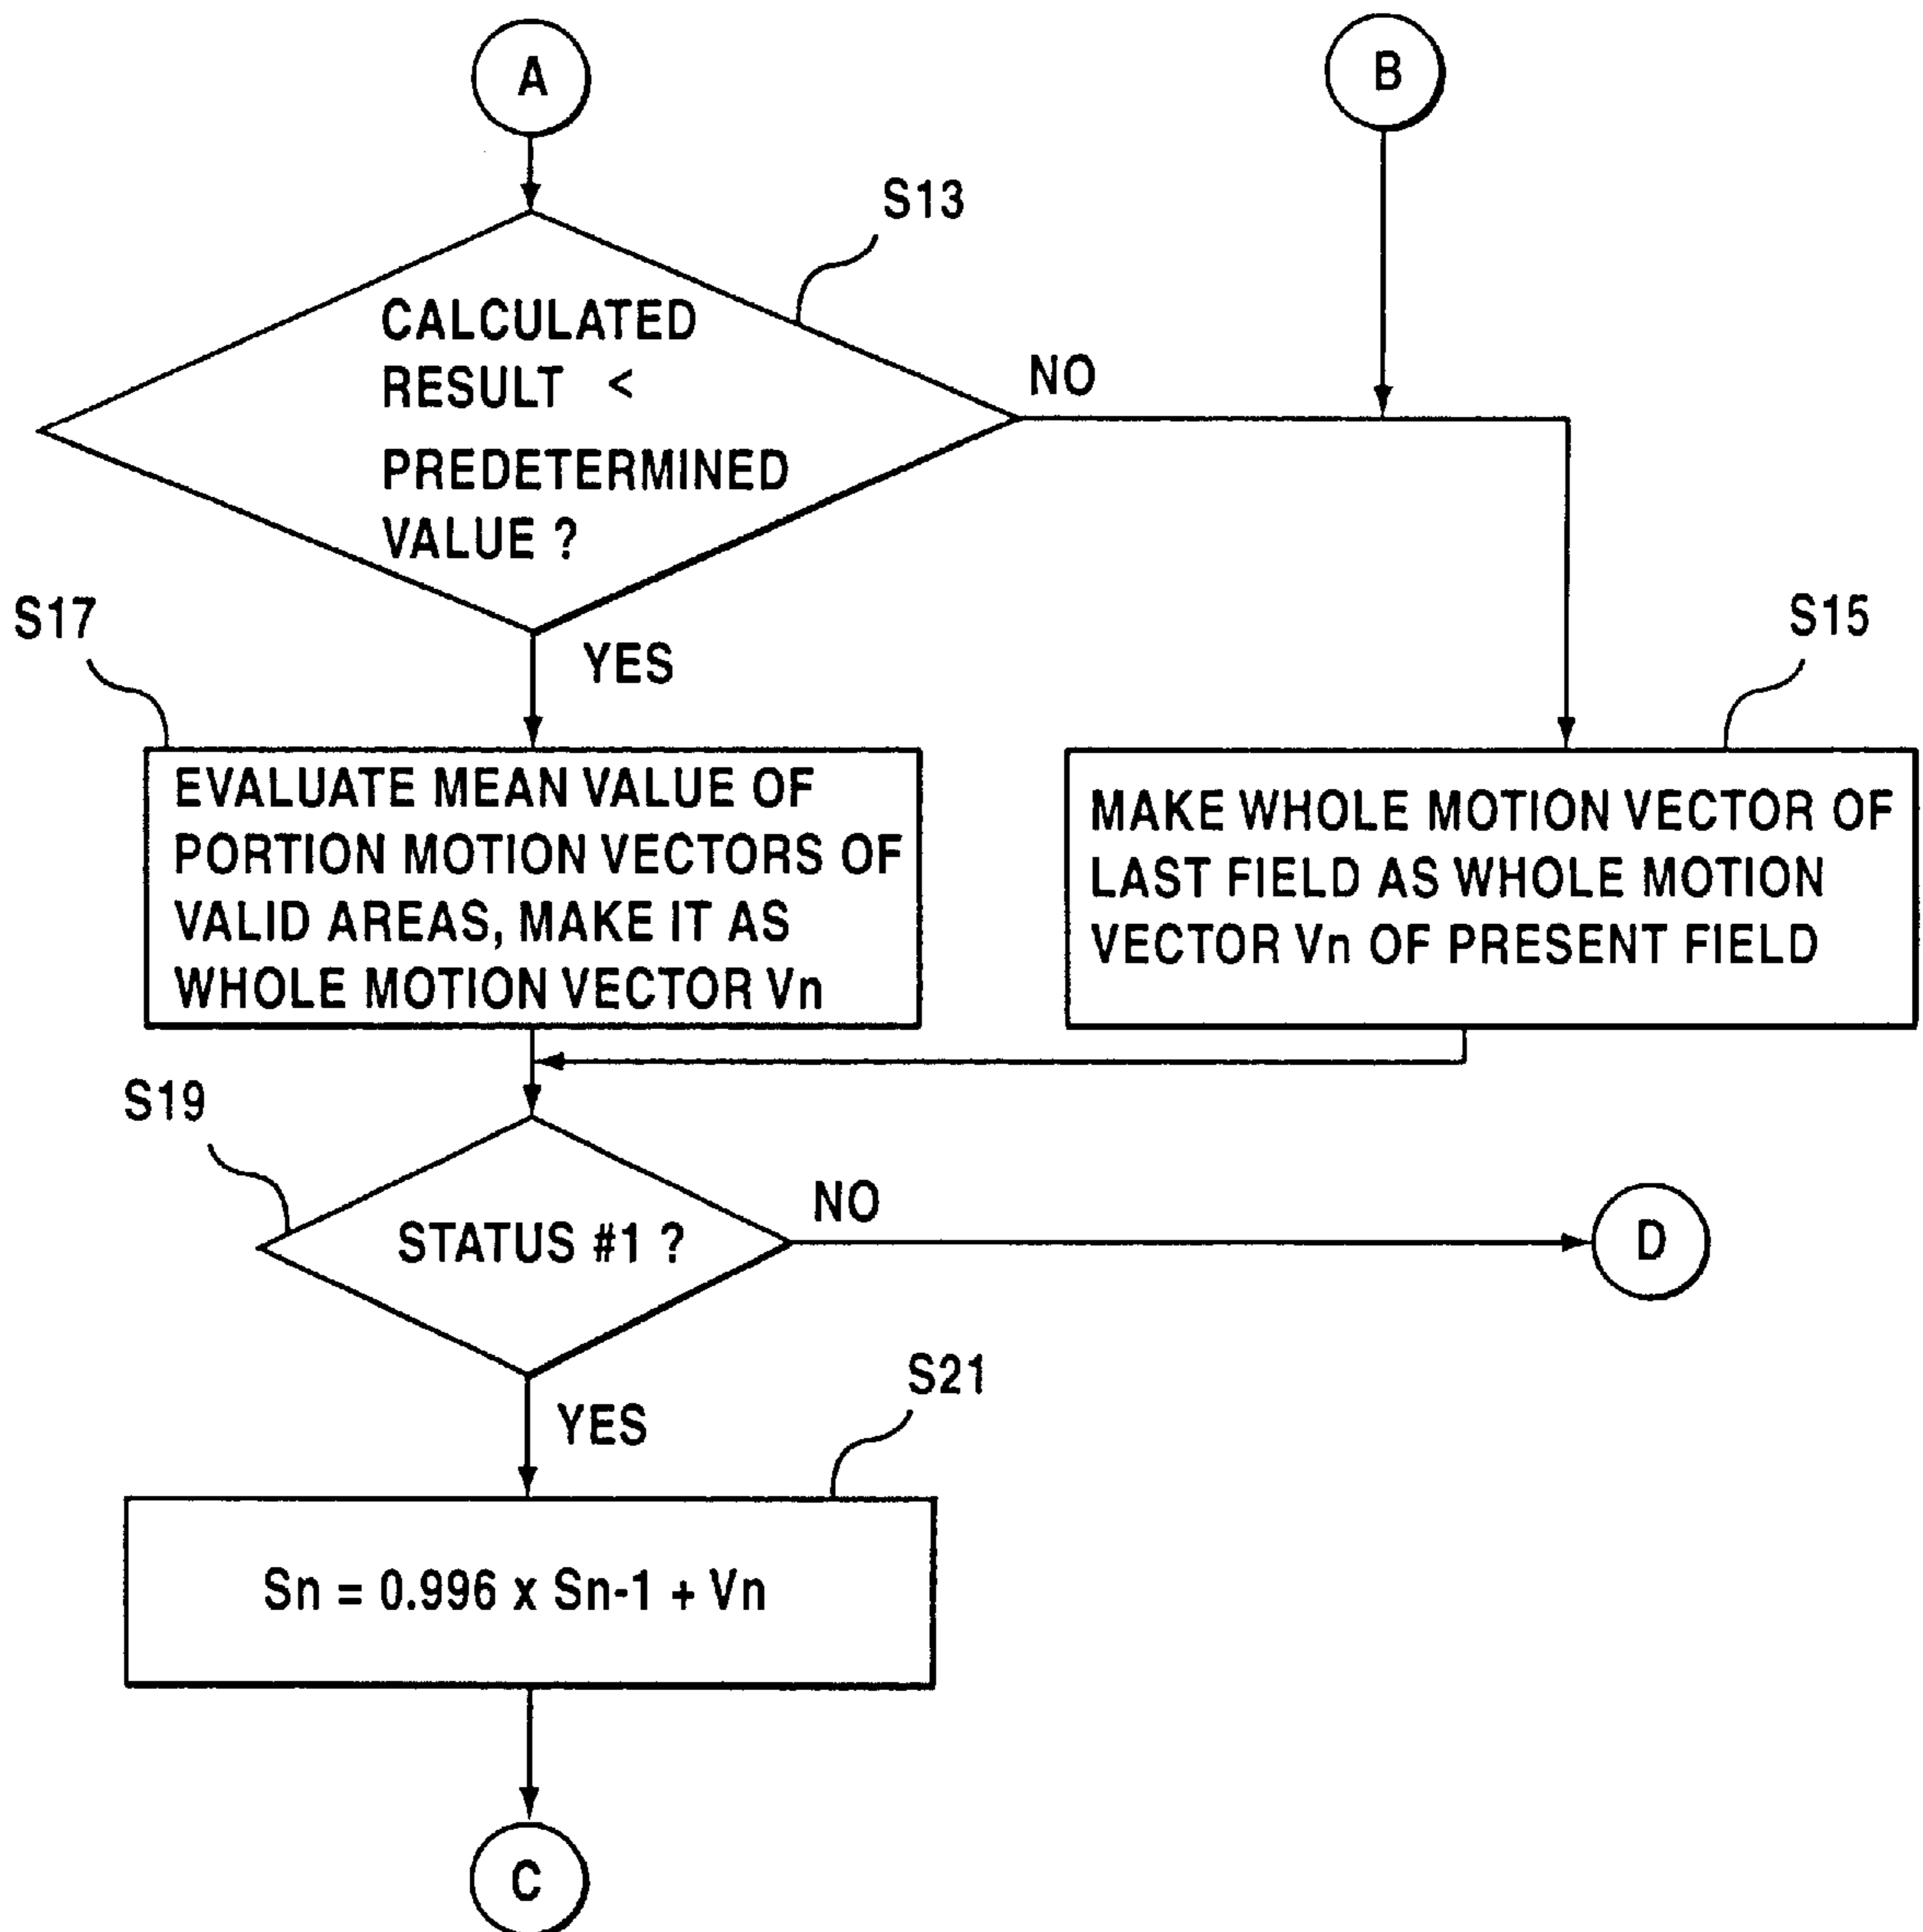 A
B
S13
CALCULATED
RESULT <
PREDETERMINED
VALUE ?
NO
S17
YES
S15
EVALUATE MEAN VALUE OF
PORTION MOTION VECTORS OF
VALID AREAS, MAKE IT AS
WHOLE MOTION VECTOR Vn
MAKE WHOLE MOTION VECTOR OF
LAST FIELD AS WHOLE MOTION
VECTOR Vn OF PRESENT FIELD
S19
STATUS #1 ?
NO
D
YES
S21
Sn = 0.996 x Sn-1 + Vn
C